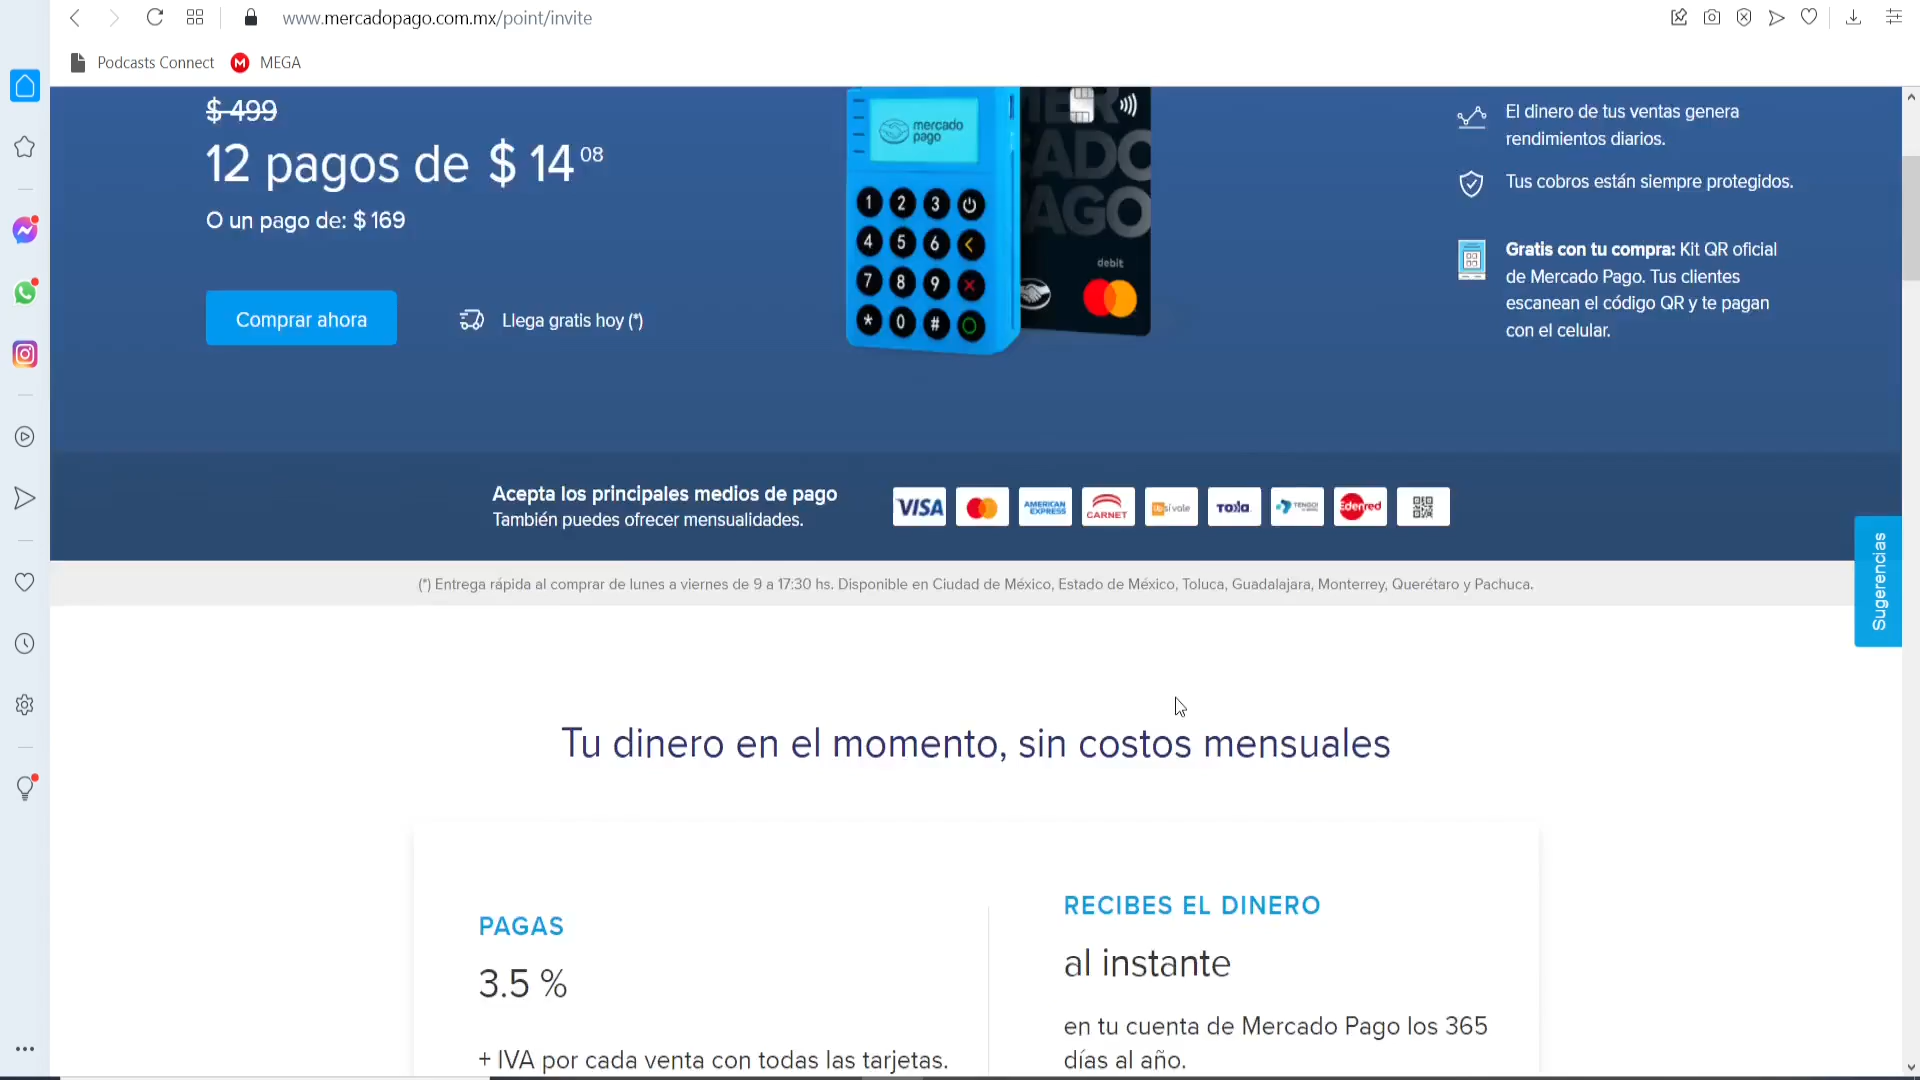 www.mercadopago.com.mx/point/invite
Podcasts Connect
M
MEGA
$ 499
12 pagos de $ 14 08
O un pago de: $ 169
Comprar ahora
Llega gratis hoy (*)
mercado
pago
1 2 3
4 5 6
7 8 9
* 0 #
MER
CADO
PAGO
debit
El dinero de tus ventas genera
rendimientos diarios.
Tus cobros están siempre protegidos.
Gratis con tu compra: Kit QR oficial
de Mercado Pago. Tus clientes
escanean el código QR y te pagan
con el celular.
Acepta los principales medios de pago
También puedes ofrecer mensualidades.
VISA
AMERICAN
EXPRESS
CARNET
sí vale
toka
TENGO
Edenred
(*) Entrega rápida al comprar de lunes a viernes de 9 a 17:30 hs. Disponible en Ciudad de México, Estado de México, Toluca, Guadalajara, Monterrey, Querétaro y Pachuca.
Sugerencias
Tu dinero en el momento, sin costos mensuales
PAGAS
3.5 %
+ IVA por cada venta con todas las tarjetas.
RECIBES EL DINERO
al instante
en tu cuenta de Mercado Pago los 365
días al año.